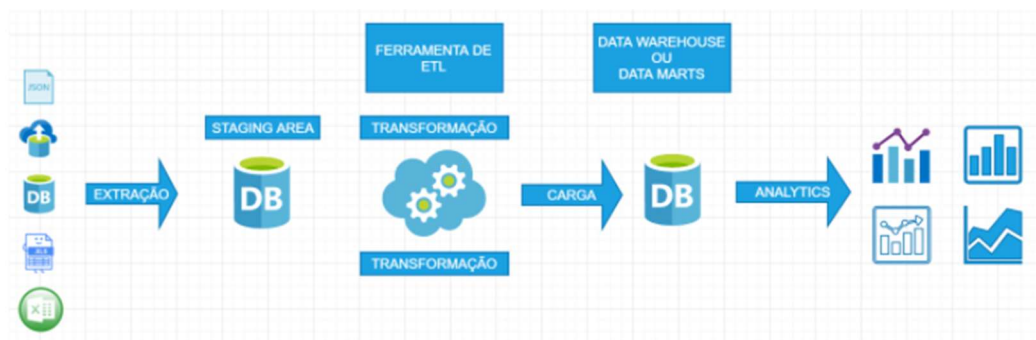 FERRAMENTA DE
ETL
DATA WAREHOUSE
OU
DATA MARTS
JSON
STAGING AREA
TRANSFORMAÇÃO
DB
EXTRAÇÃO
DB
CARGA
DB
ANALYTICS
XLS
TRANSFORMAÇÃO
X